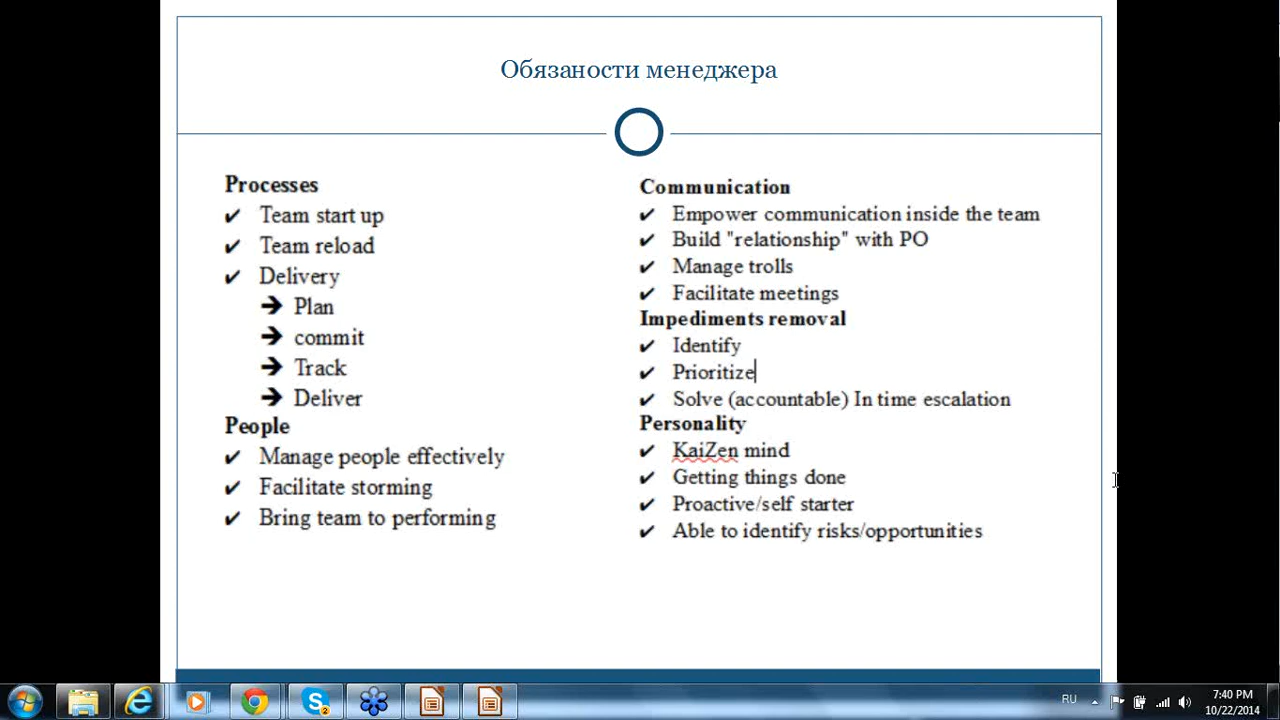 Обязаности менеджера
Processes
Team start up
Team reload
Delivery
Plan
commit
Track
Deliver
People
Manage people effectively
Facilitate storming
Bring team to performing
Communication
Empower communication inside the team
Build "relationship" with PO
Manage trolls
Facilitate meetings
Impediments removal
Identify
Prioritize
Solve (accountable) In time escalation
Personality
KaiZen mind
Getting things done
Proactive/self starter
Able to identify risks/opportunities
2
RU
7:40 PM
10/22/2014